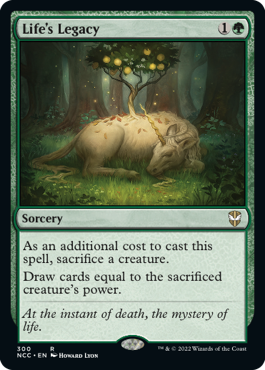 Life's Legacy 1
Sorcery
As an additional cost to cast this
spell, sacrifice a creature.
Draw cards equal to the sacrificed
creature's power.
At the instant of death, the mystery of
life.
300 R
NCC • EN Howard Lyon ™ & © 2022 Wizards of the Coast